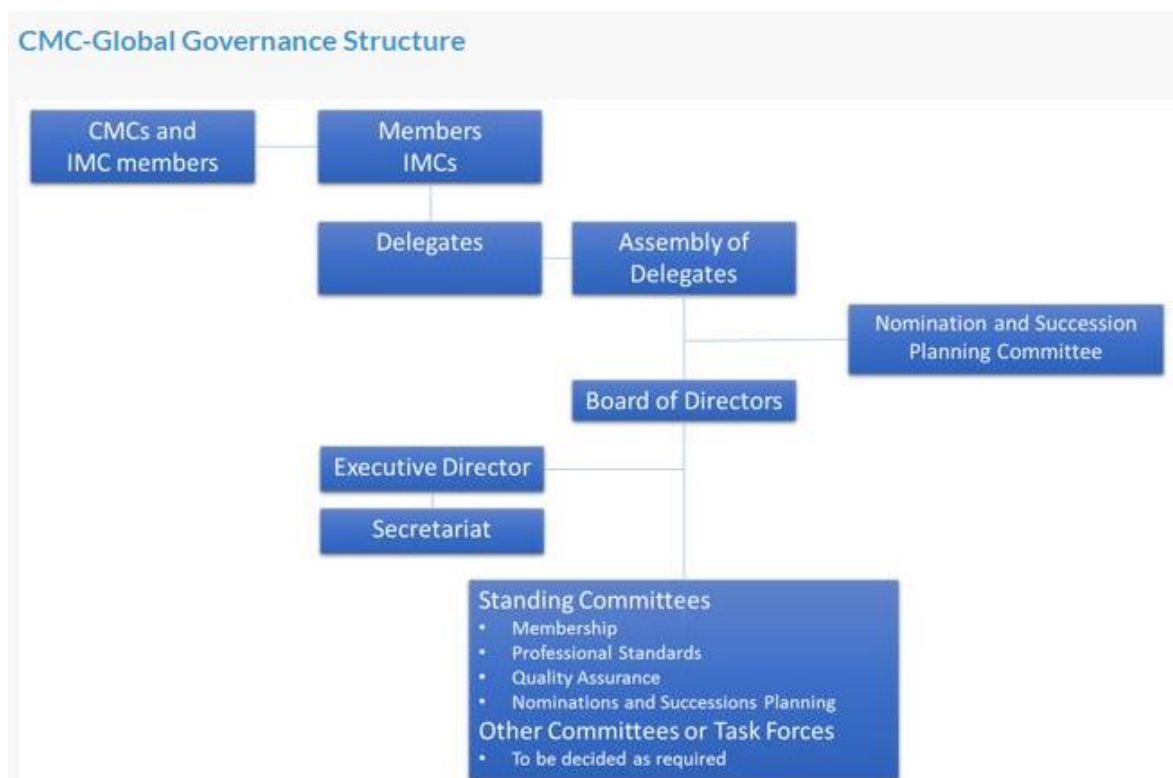 CMC-Global Governance Structure
CMCs and
IMC members
Members
IMCs
Delegates
Assembly of
Delegates
Nomination and Succession
Planning Committee
Board of Directors
Executive Director
Secretariat
Standing Committees
• Membership
• Professional Standards
• Quality Assurance
• Nominations and Successions Planning
Other Committees or Task Forces
• To be decided as required